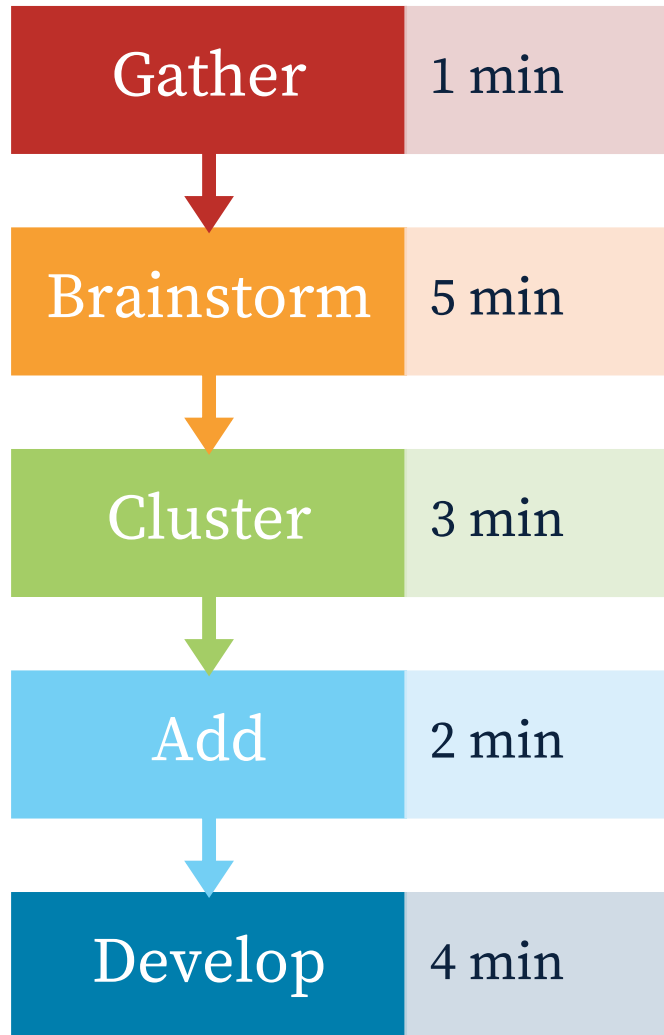 Gather 1 min
Brainstorm 5 min
Cluster 3 min
Add 2 min
Develop 4 min